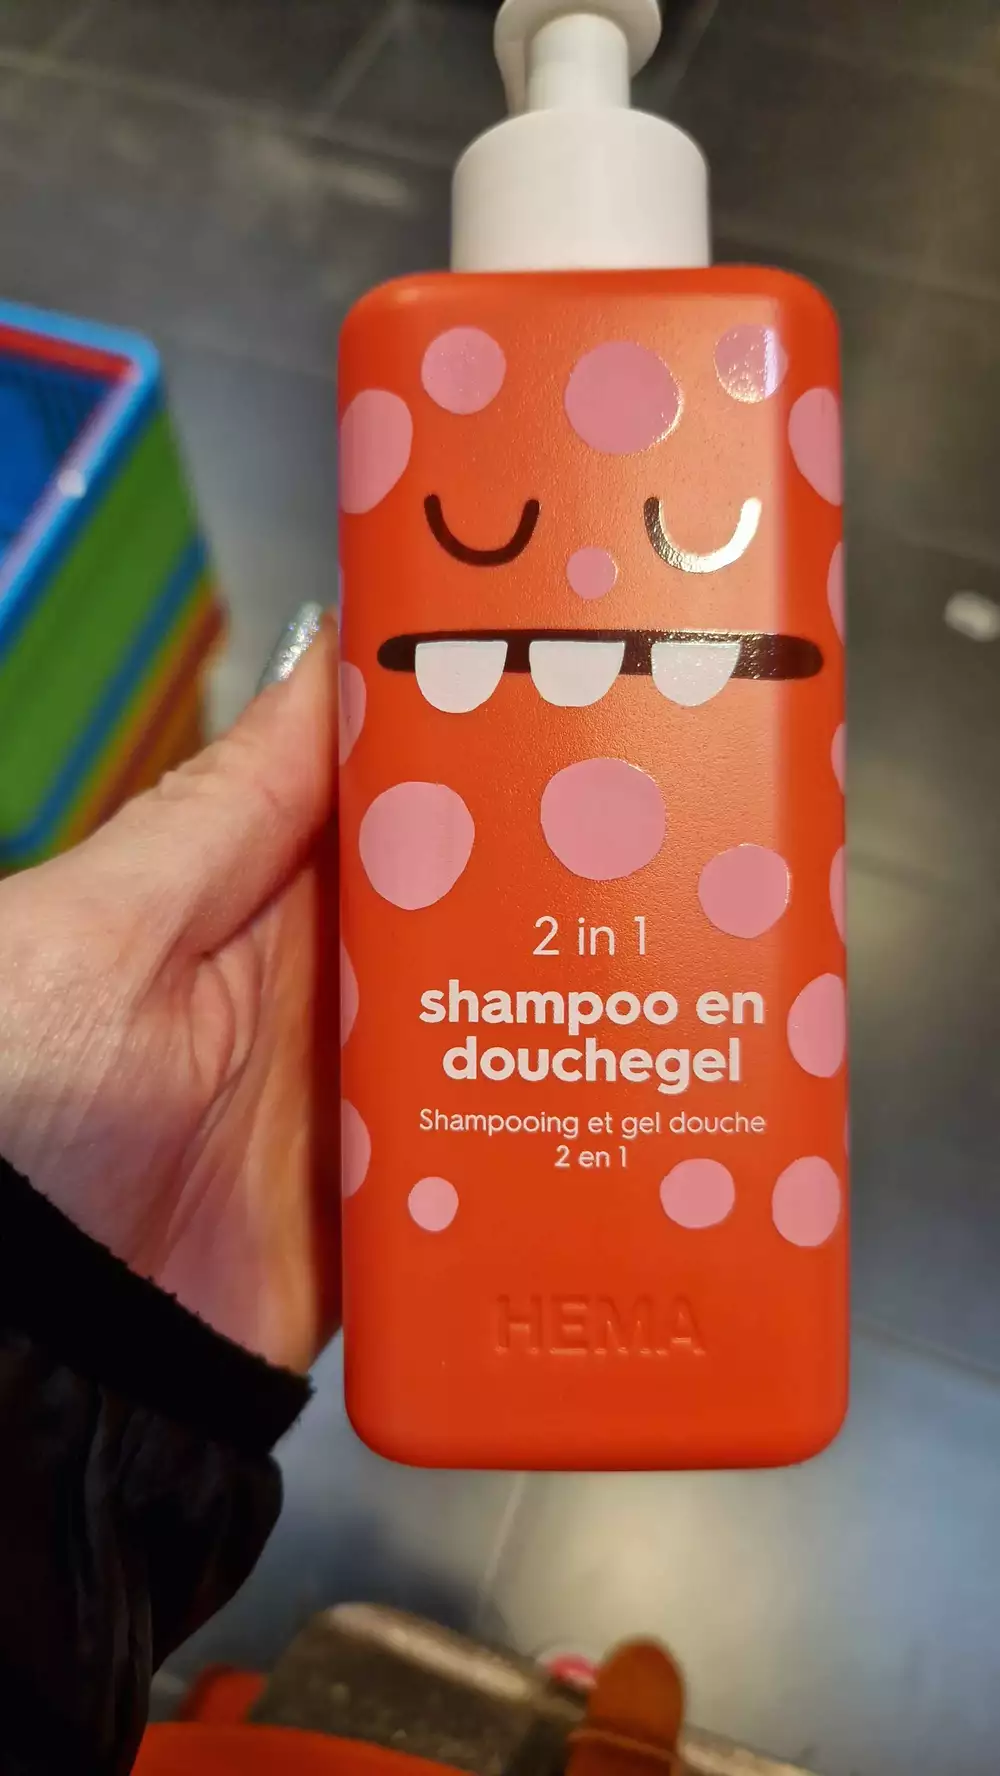 2 in 1
shampoo en
douchegel
Shampooing et gel douche
2 en 1
HEMA